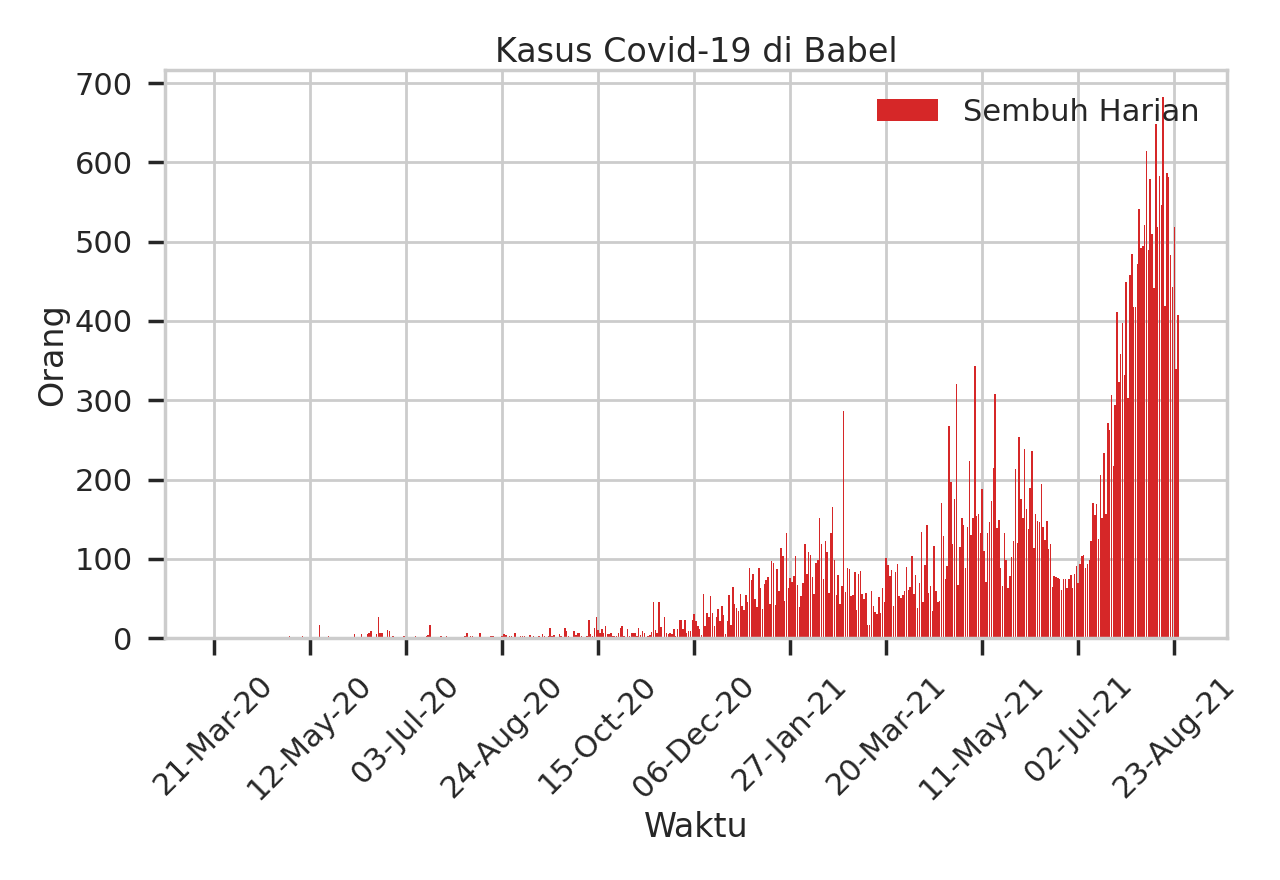 Kasus Covid-19 di Babel
Sembuh Harian
Orang
700
600
500
400
300
200
100
0
21-Mar-20
12-May-20
03-Jul-20
24-Aug-20
15-Oct-20
06-Dec-20
27-Jan-21
20-Mar-21
11-May-21
02-Jul-21
23-Aug-21
Waktu